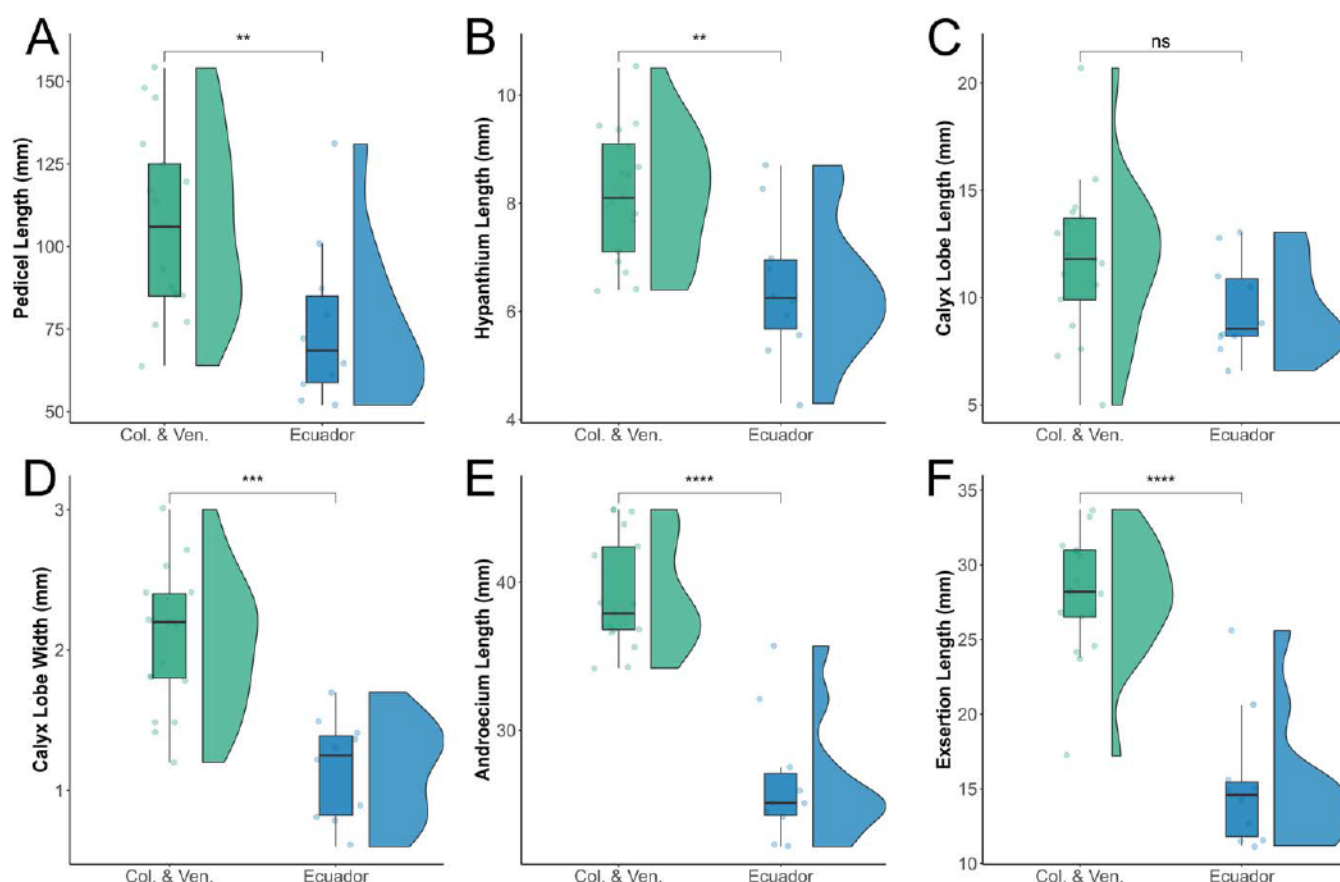 A
**
Pedicel Length (mm)
150
125
100
75
50
Col. & Ven.
Ecuador
B
**
Hypanthium Length (mm)
10
8
6
4
Col. & Ven.
Ecuador
C
ns
Calyx Lobe Length (mm)
20
15
10
5
Col. & Ven.
Ecuador
D
***
Calyx Lobe Width (mm)
3
2
1
Col. & Ven.
Ecuador
E
****
Androecium Length (mm)
40
30
Col. & Ven.
Ecuador
F
****
Exsertion Length (mm)
35
30
25
20
15
10
Col. & Ven.
Ecuador